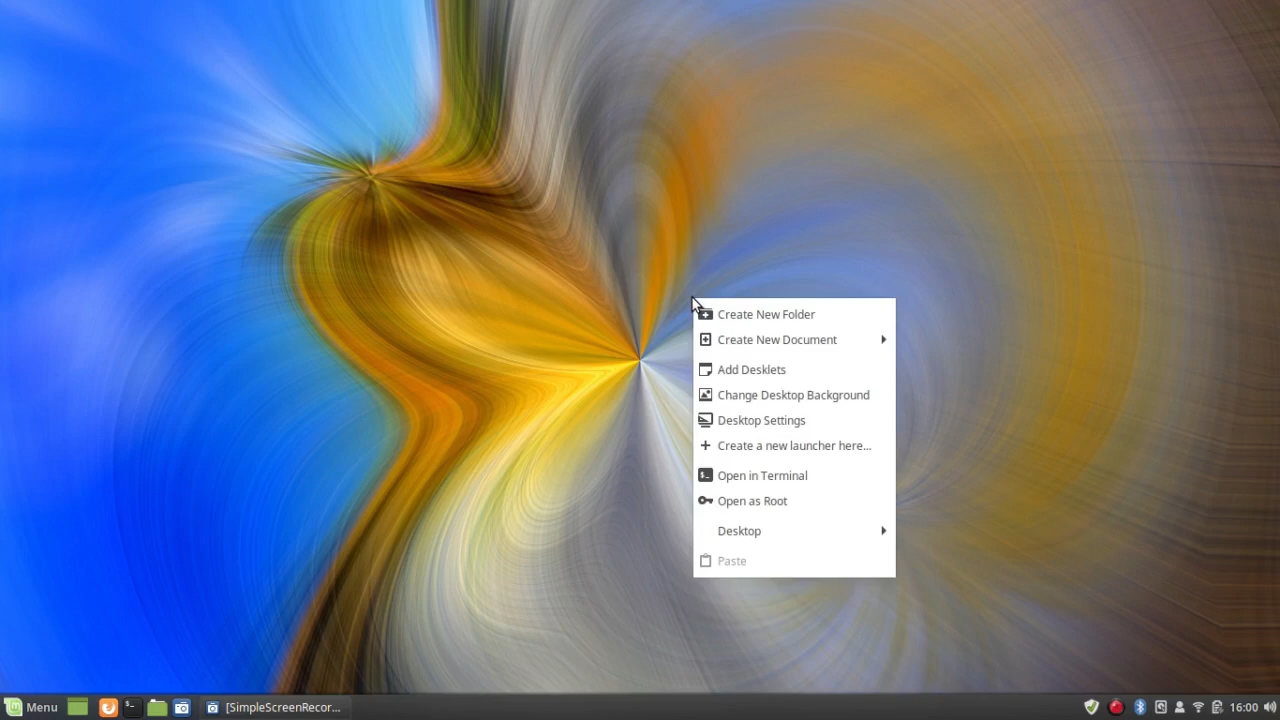 Create New Folder
Create New Document
Add Desklets
Change Desktop Background
Desktop Settings
Create a new launcher here...
Open in Terminal
Open as Root
Desktop
Paste
Menu
[SimpleScreenRecor...
16:00